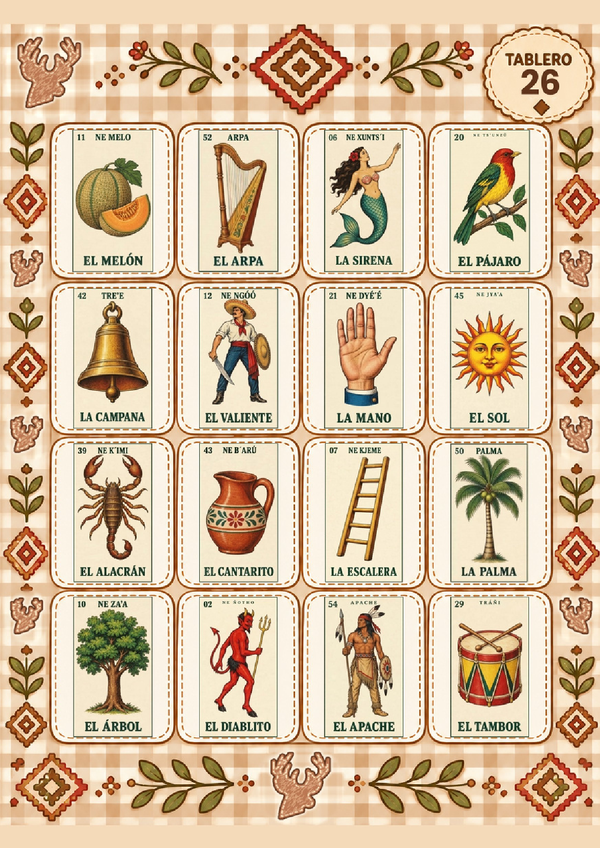 TABLERO
26
11 NE MELO
EL MELÓN
52 ARPA
EL ARPA
06 NE XUNTS'I
LA SIRENA
20
EL PÁJARO
42 TRE'E
LA CAMPANA
12 NE NGÓÓ
EL VALIENTE
21 NE DYÉ'É
LA MANO
45 NE JYA'A
EL SOL
39 NE K'IMI
EL ALACRÁN
43 NE B'ARÚ
EL CANTARITO
07 NE KJEME
LA ESCALERA
50 PALMA
LA PALMA
10 NE ZA'A
EL ÁRBOL
02
EL DIABLITO
54 APACHE
EL APACHE
29
EL TAMBOR